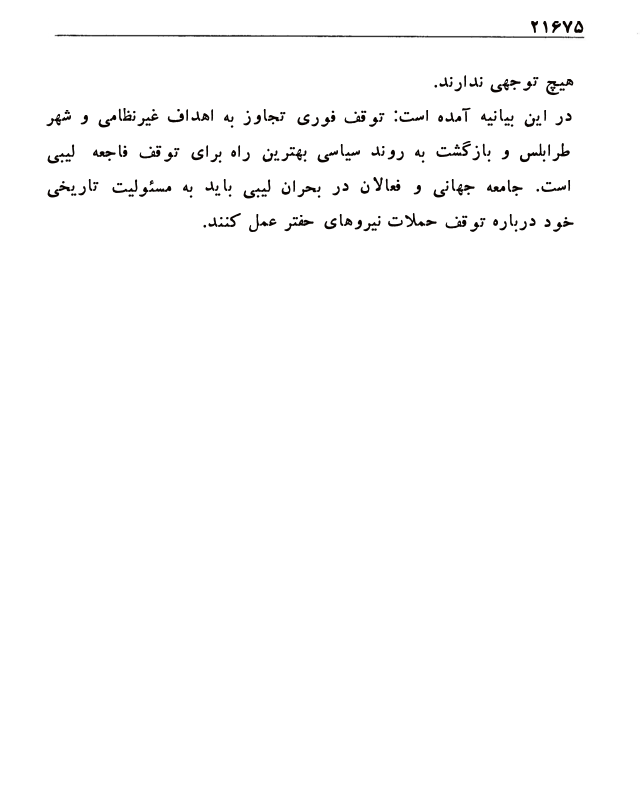 ۲۱۶۷۵
هیچ توجهی ندارند.
در این بیانیه آمده است: توقف فوری تجاوز به اهداف غیرنظامی و شهر
طرابلس و بازگشت به روند سیاسی بهترین راه برای توقف فاجعه لیبی
است. جامعه جهانی و فعالان در بحران لیبی باید به مسئولیت تاریخی
خود درباره توقف حملات نیروهای حفتر عمل کنند.